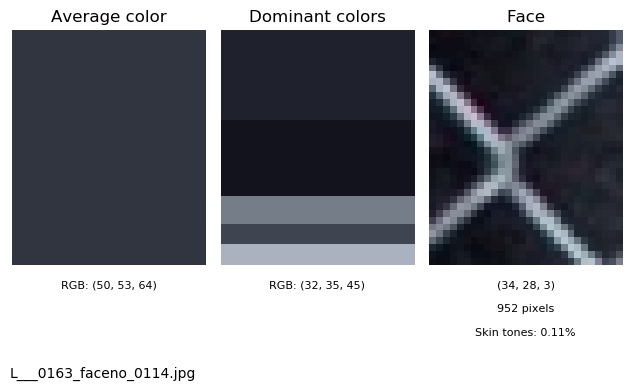 Average color
Dominant colors
Face
RGB: (50, 53, 64)
RGB: (32, 35, 45)
(34, 28, 3)
952 pixels
Skin tones: 0.11%
L___0163_faceno_0114.jpg